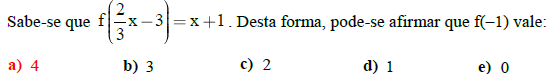 Sabe-se que f(2/3 x − 3) = x + 1. Desta forma, pode-se afirmar que f(−1) vale:
a) 4 b) 3 c) 2 d) 1 e) 0